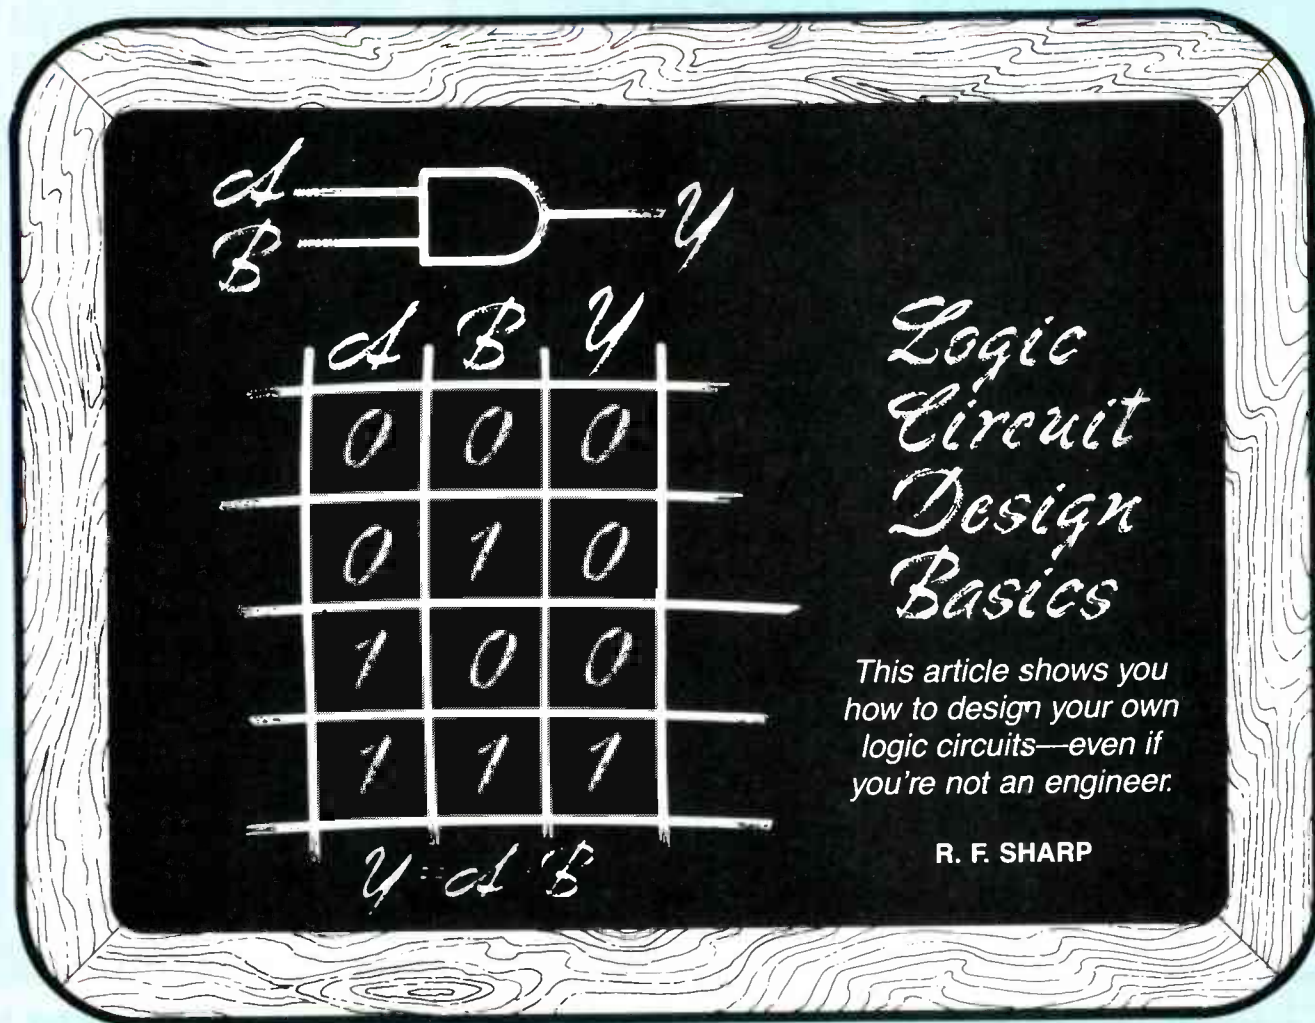 A
B
Y
A B Y
0 0 0
0 1 0
1 0 0
1 1 1
Y = A B
Logic
Circuit
Design
Basics
This article shows you
how to design your own
logic circuits—even if
you're not an engineer.
R. F. SHARP